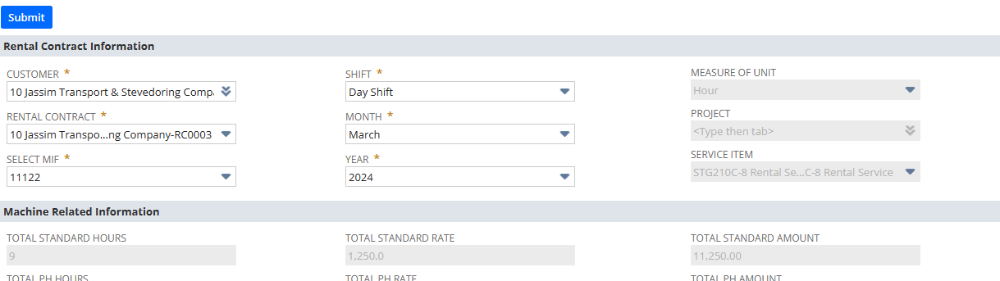 Submit
Rental Contract Information
CUSTOMER *
10 Jassim Transport & Stevedoring Comp
SHIFT *
Day Shift
MEASURE OF UNIT
Hour
RENTAL CONTRACT *
10 Jassim Transpo...ng Company-RC0003
MONTH *
March
PROJECT
<Type then tab>
SELECT MIF *
11122
YEAR *
2024
SERVICE ITEM
STG210C-8 Rental Se...C-8 Rental Service
Machine Related Information
TOTAL STANDARD HOURS
9
TOTAL STANDARD RATE
1,250.0
TOTAL STANDARD AMOUNT
11,250.00
TOTAL PH HOURS
TOTAL PH RATE
TOTAL PH AMOUNT